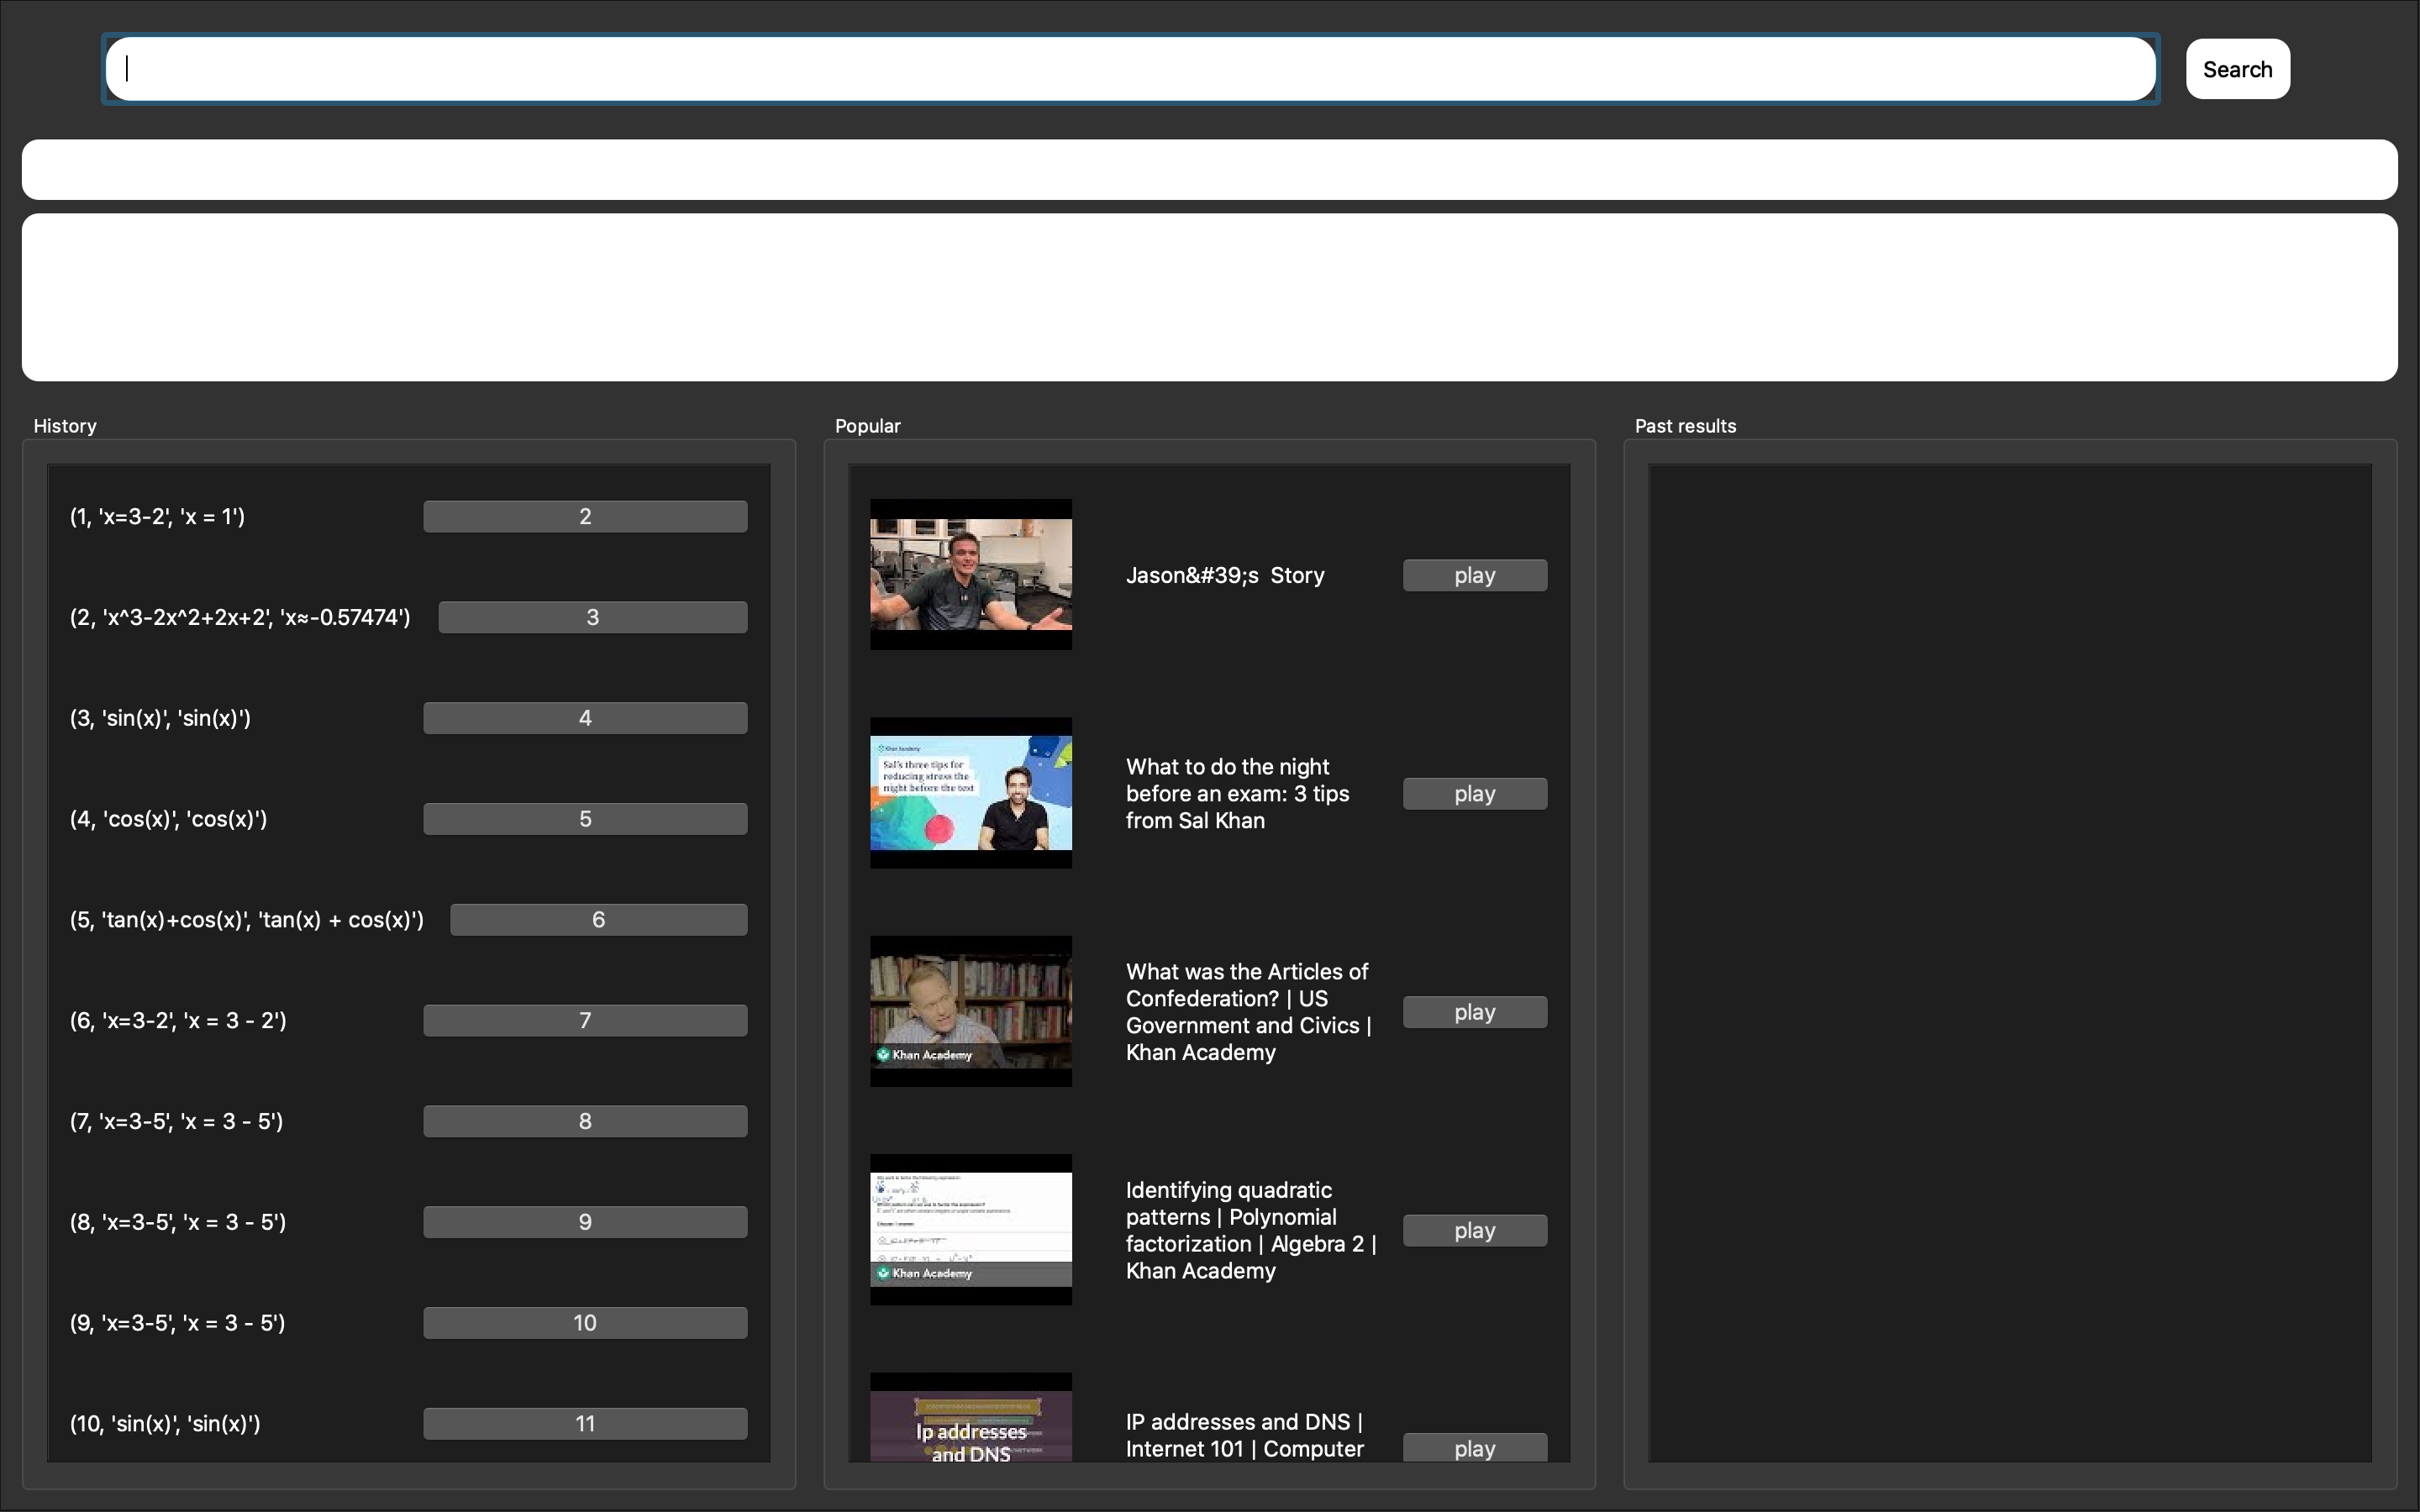 Search
History
(1, 'x=3-2', 'x = 1')
2
(2, 'x^3-2x^2+2x+2', 'x≈-0.57474')
3
(3, 'sin(x)', 'sin(x)')
4
(4, 'cos(x)', 'cos(x)')
5
(5, 'tan(x)+cos(x)', 'tan(x) + cos(x)')
6
(6, 'x=3-2', 'x = 3 - 2')
7
(7, 'x=3-5', 'x = 3 - 5')
8
(8, 'x=3-5', 'x = 3 - 5')
9
(9, 'x=3-5', 'x = 3 - 5')
10
(10, 'sin(x)', 'sin(x)')
11
Popular
Jason&#39;s  Story
play
Khan Academy
Sal's three tips for
reducing stress the
night before the test
What to do the night
before an exam: 3 tips
from Sal Khan
play
Khan Academy
What was the Articles of
Confederation? | US
Government and Civics |
Khan Academy
play
Khan Academy
Identifying quadratic
patterns | Polynomial
factorization | Algebra 2 |
Khan Academy
play
Ip addresses
and DNS
IP addresses and DNS |
Internet 101 | Computer
play
Past results